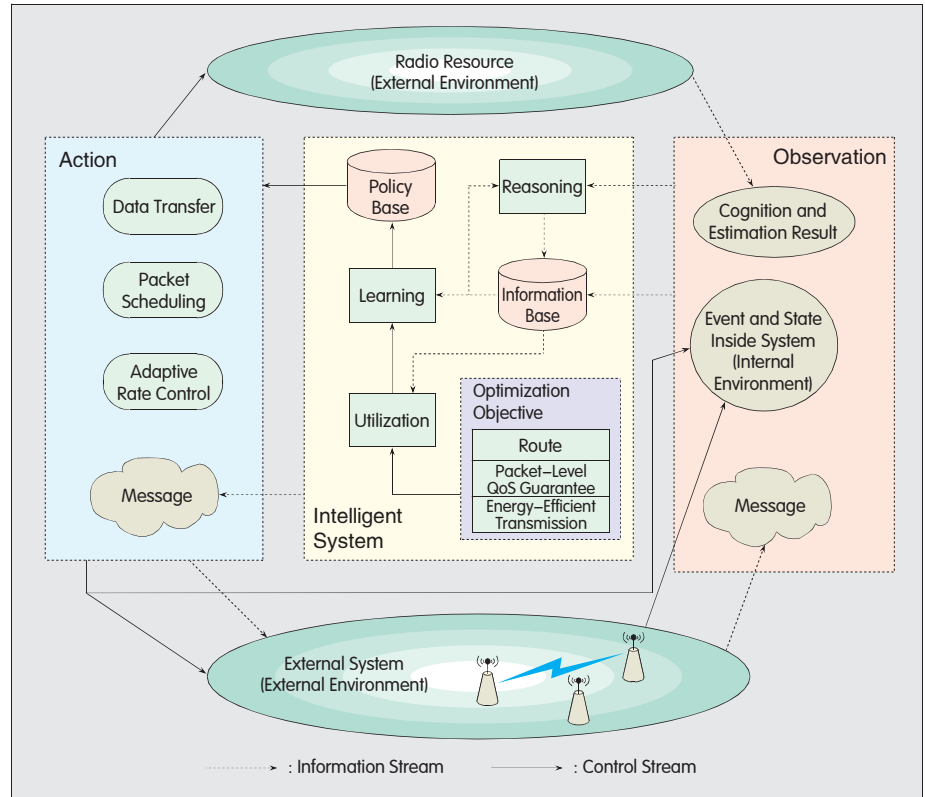 Radio Resource
(External Environment)
Action
Data Transfer
Packet
Scheduling
Adaptive
Rate Control
Message
Policy
Base
Reasoning
Learning
Information
Base
Utilization
Optimization
Objective
Route
Packet–Level
QoS Guarantee
Energy–Efficient
Transmission
Intelligent
System
Observation
Cognition and
Estimation Result
Event and State
Inside System
(Internal
Environment)
Message
External System
(External Environment)
: Information Stream
: Control Stream